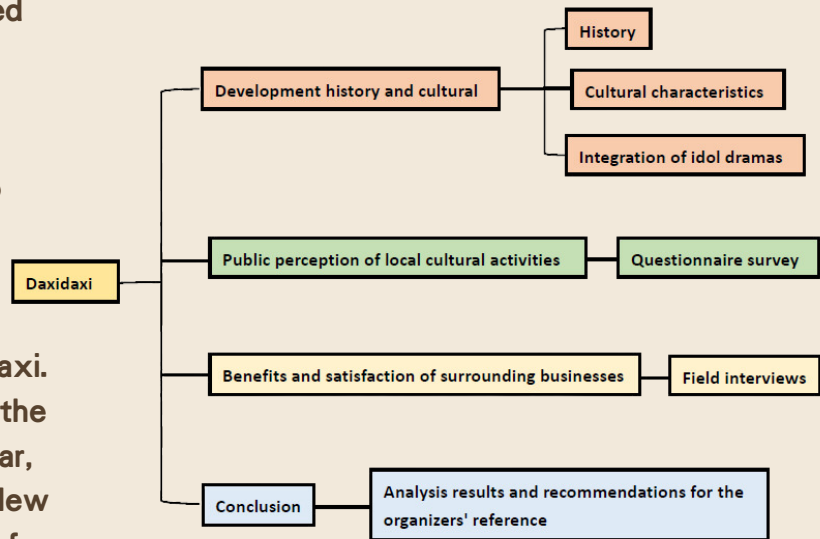 ed
axi.
the
ar,
Daxidaxi
Development history and cultural
History
Cultural characteristics
Integration of idol dramas
Public perception of local cultural activities
Questionnaire survey
Benefits and satisfaction of surrounding businesses
Field interviews
Conclusion
Analysis results and recommendations for the
organizers' reference